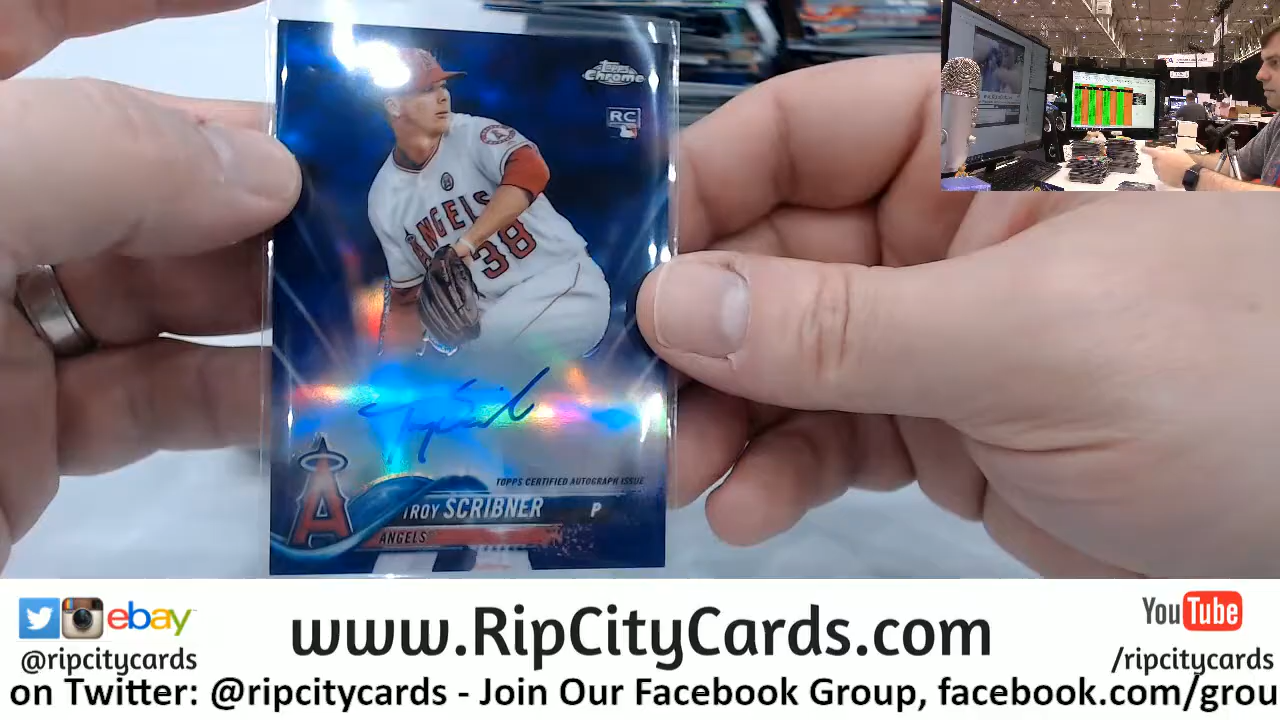 Topps
Chrome
RC
ANGELS
38
TOPPS CERTIFIED AUTOGRAPH ISSUE
TROY SCRIBNER P
ANGELS
ebay
@ripcitycards
www.RipCityCards.com
YouTube
/ripcitycards
on Twitter: @ripcitycards - Join Our Facebook Group, facebook.com/grou